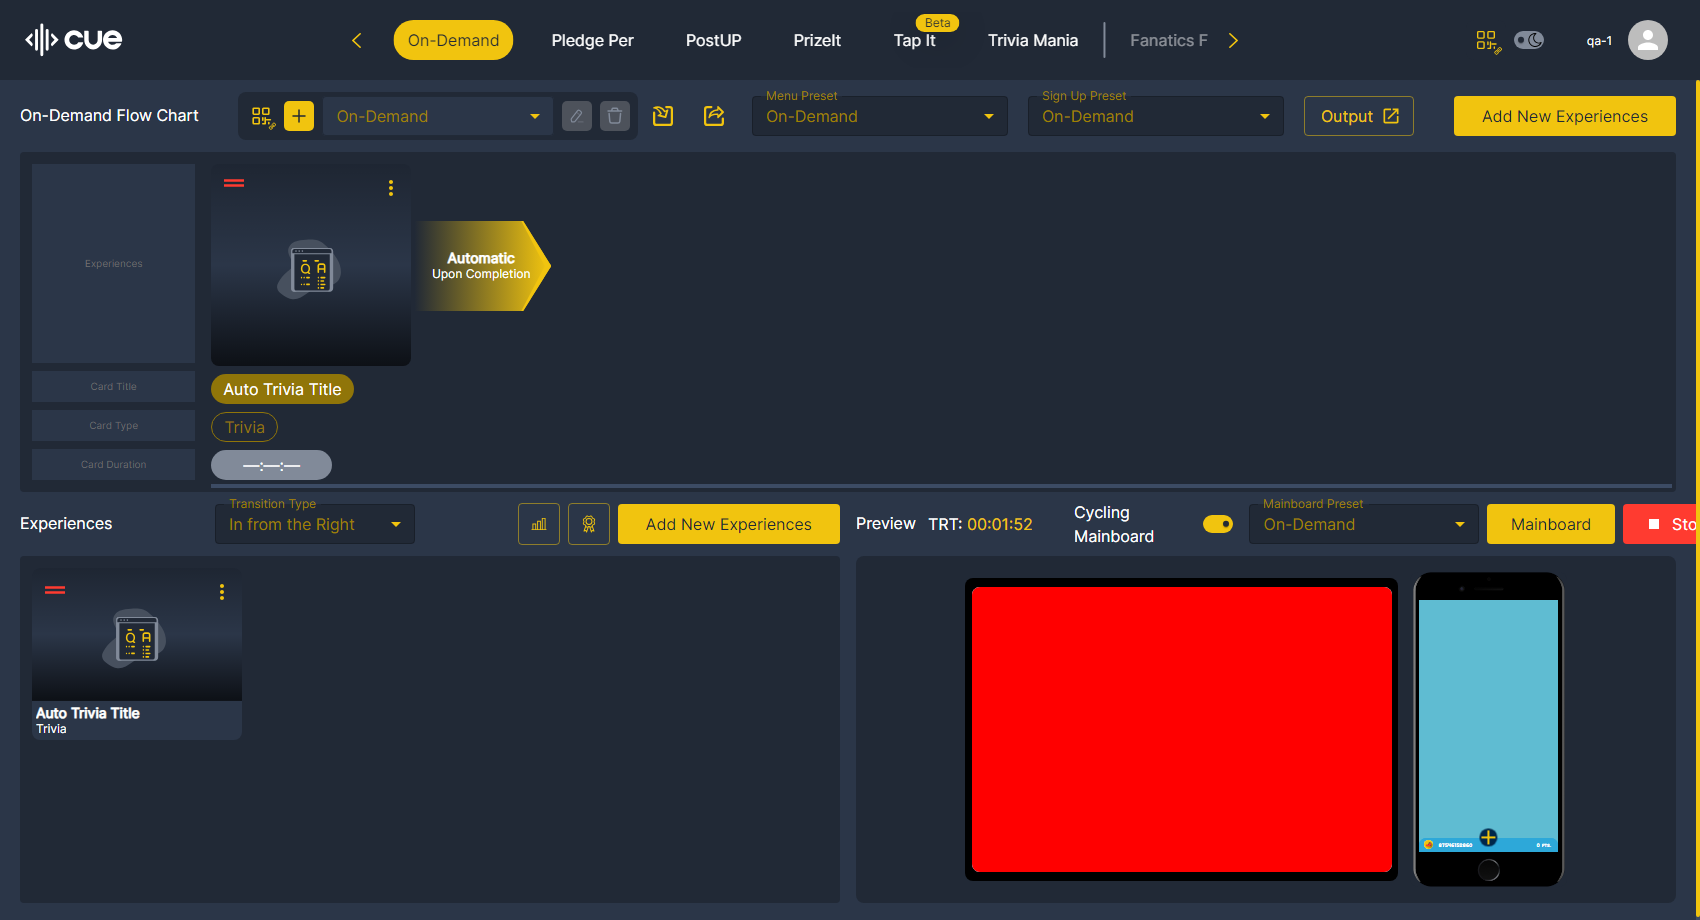 cue
On-Demand
Pledge Per
PostUP
PrizeIt
Beta
Tap It
Trivia Mania
Fanatics F
qa-1
On-Demand Flow Chart
On-Demand
Menu Preset
On-Demand
Sign Up Preset
On-Demand
Output
Add New Experiences
Experiences
Q A
Automatic
Upon Completion
Card Title
Auto Trivia Title
Card Type
Trivia
Card Duration
—:—:—
Experiences
Transition Type
In from the Right
Add New Experiences
Preview
TRT: 00:01:52
Cycling
Mainboard
Mainboard Preset
On-Demand
Mainboard
Sto
Q A
Auto Trivia Title
Trivia
0 PTS.